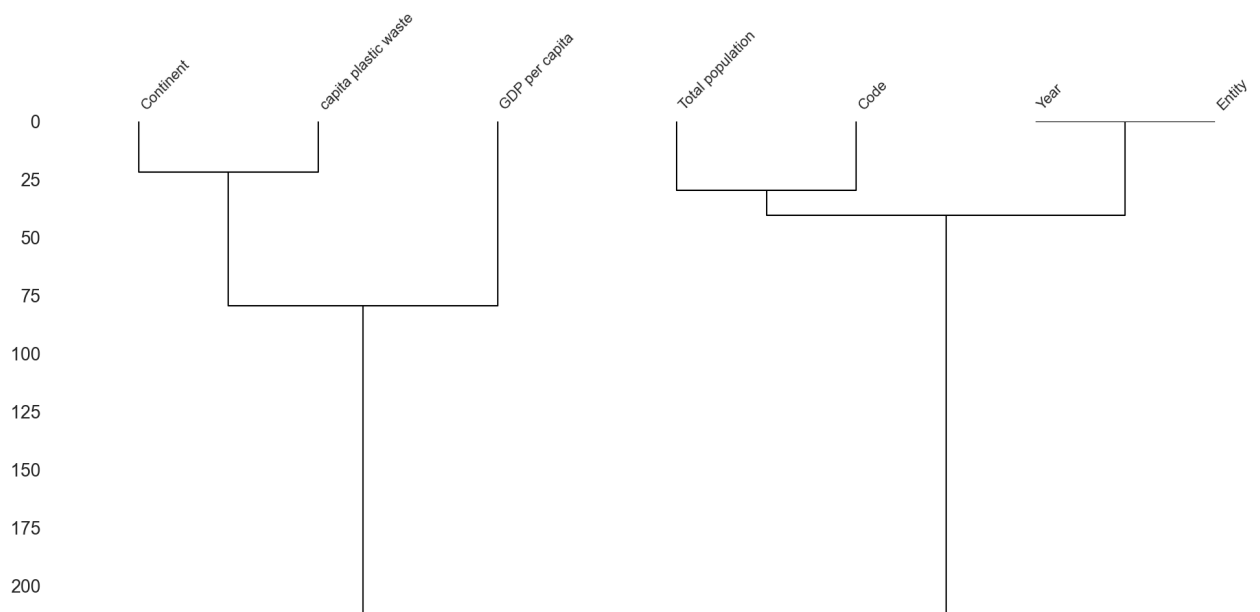 Continent
capita plastic waste
GDP per capita
Total population
Code
Year
Entity
0
25
50
75
100
125
150
175
200